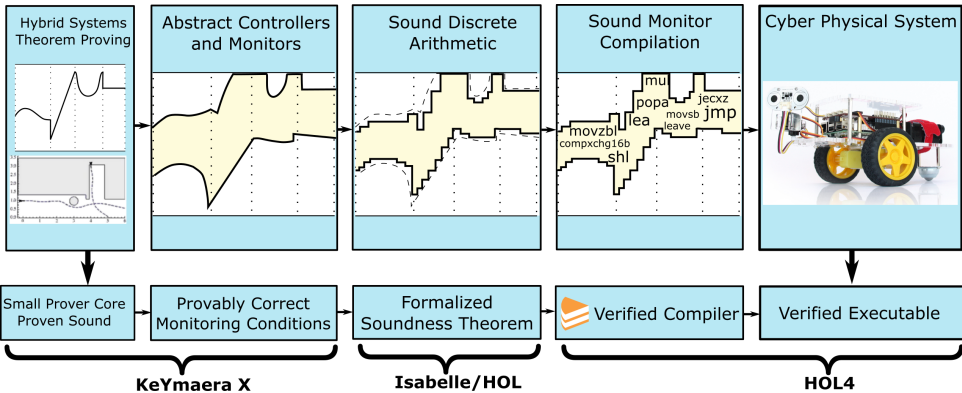 Hybrid Systems
Theorem Proving
Abstract Controllers
and Monitors
Sound Discrete
Arithmetic
Sound Monitor
Compilation
Cyber Physical System
mul
popa
lea
jecxz
movsb
jmp
leave
movzbl
compxchg16b
shl
Small Prover Core
Proven Sound
Provably Correct
Monitoring Conditions
Formalized
Soundness Theorem
Verified Compiler
Verified Executable
KeYmaera X
Isabelle/HOL
HOL4